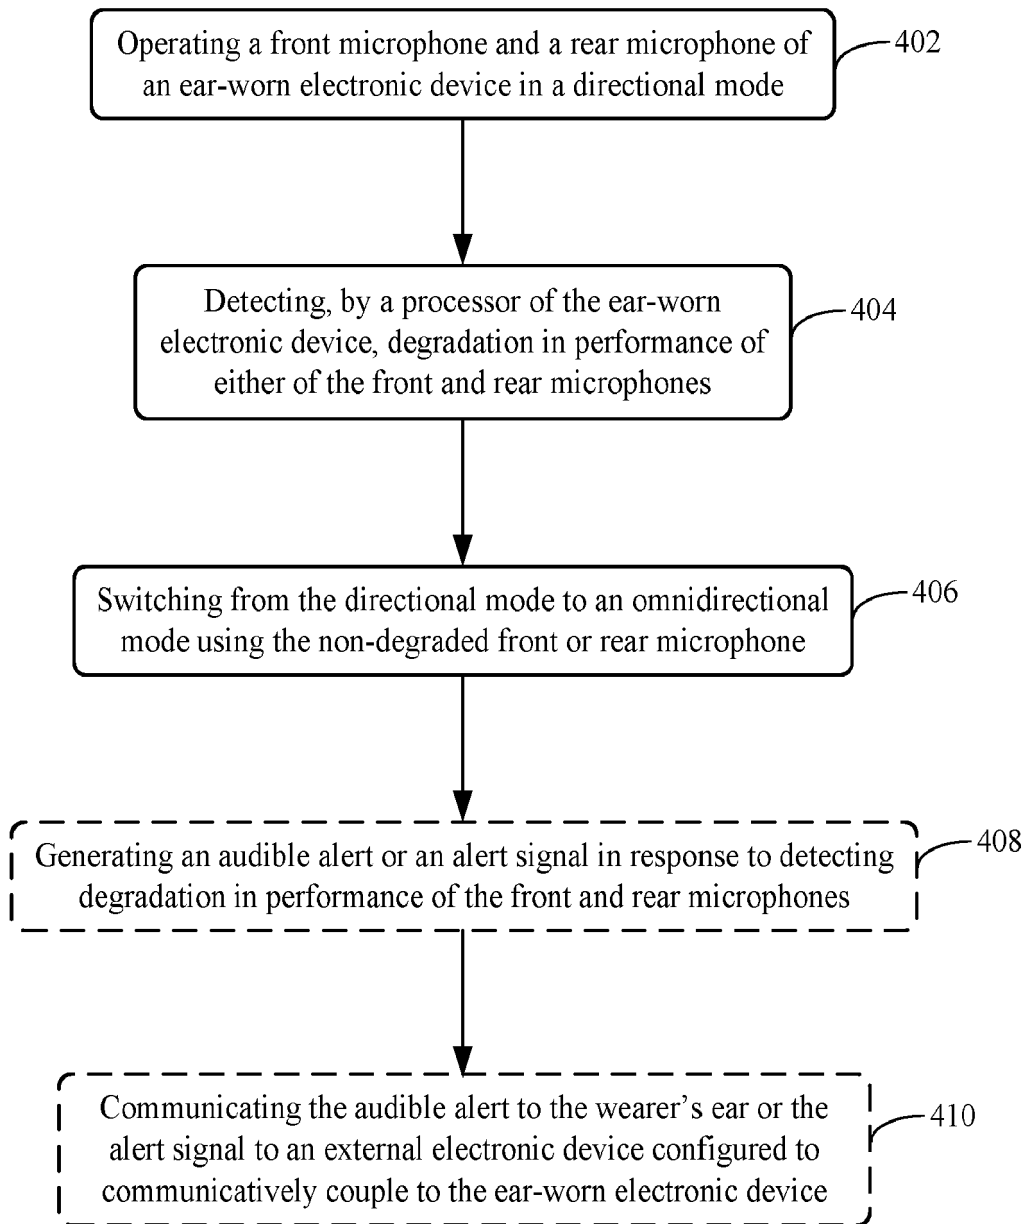 Operating a front microphone and a rear microphone of
an ear-worn electronic device in a directional mode
402
Detecting, by a processor of the ear-worn
electronic device, degradation in performance of
either of the front and rear microphones
404
Switching from the directional mode to an omnidirectional
mode using the non-degraded front or rear microphone
406
Generating an audible alert or an alert signal in response to detecting
degradation in performance of the front and rear microphones
408
Communicating the audible alert to the wearer's ear or the
alert signal to an external electronic device configured to
communicatively couple to the ear-worn electronic device
410